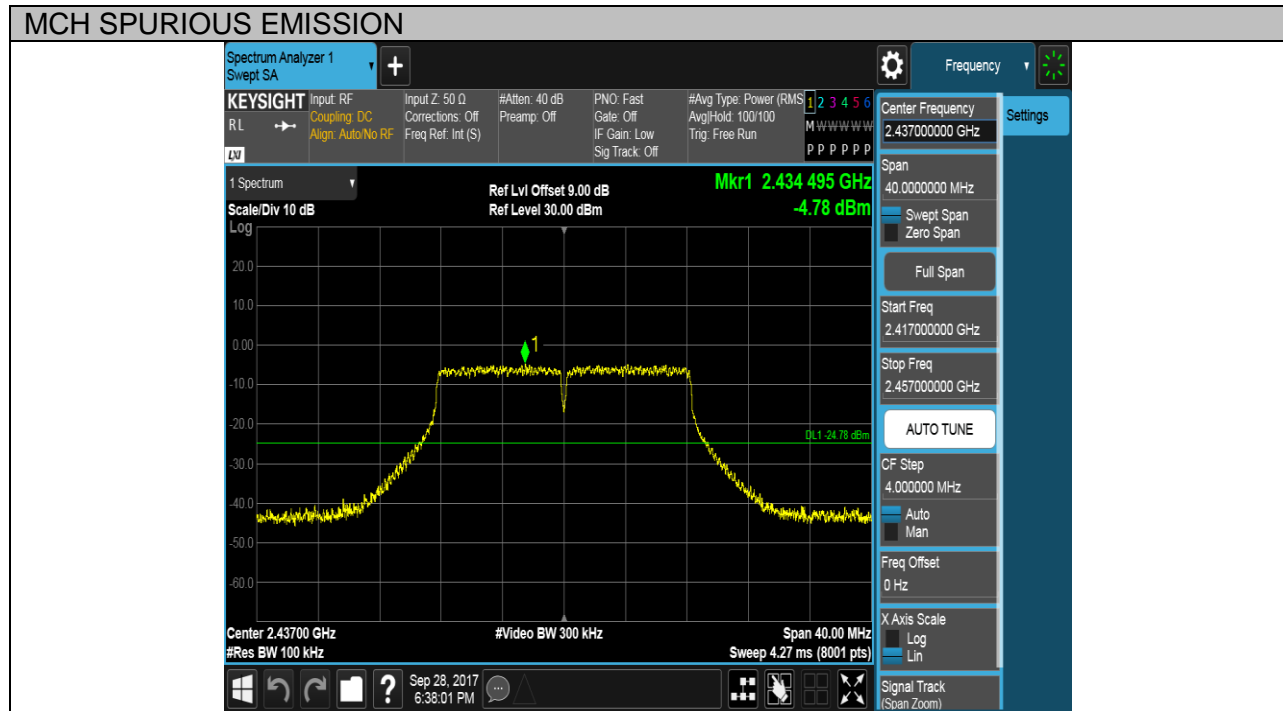 MCH SPURIOUS EMISSION
Spectrum Analyzer 1
Swept SA
+
Frequency
KEYSIGHT
RL
LXI
Input: RF
Coupling: DC
Align: Auto/No RF
Input Z: 50 Ω
Corrections: Off
Freq Ref: Int (S)
#Atten: 40 dB
Preamp: Off
PNO: Fast
Gate: Off
IF Gain: Low
Sig Track: Off
#Avg Type: Power (RMS
Avg|Hold: 100/100
Trig: Free Run
1 2 3 4 5 6
M W W W W W
P P P P P P
1 Spectrum
Scale/Div 10 dB
Log
Ref Lvl Offset 9.00 dB
Ref Level 30.00 dBm
Mkr1 2.434 495 GHz
-4.78 dBm
20.0
10.0
0.00
-10.0
-20.0
-30.0
-40.0
-50.0
-60.0
1
DL1 -24.78 dBm
Center 2.43700 GHz
#Res BW 100 kHz
#Video BW 300 kHz
Span 40.00 MHz
Sweep 4.27 ms (8001 pts)
?
Sep 28, 2017
6:38:01 PM
Center Frequency
2.437000000 GHz
Settings
Span
40.0000000 MHz
Swept Span
Zero Span
Full Span
Start Freq
2.417000000 GHz
Stop Freq
2.457000000 GHz
AUTO TUNE
CF Step
4.000000 MHz
Auto
Man
Freq Offset
0 Hz
X Axis Scale
Log
Lin
Signal Track
(Span Zoom)